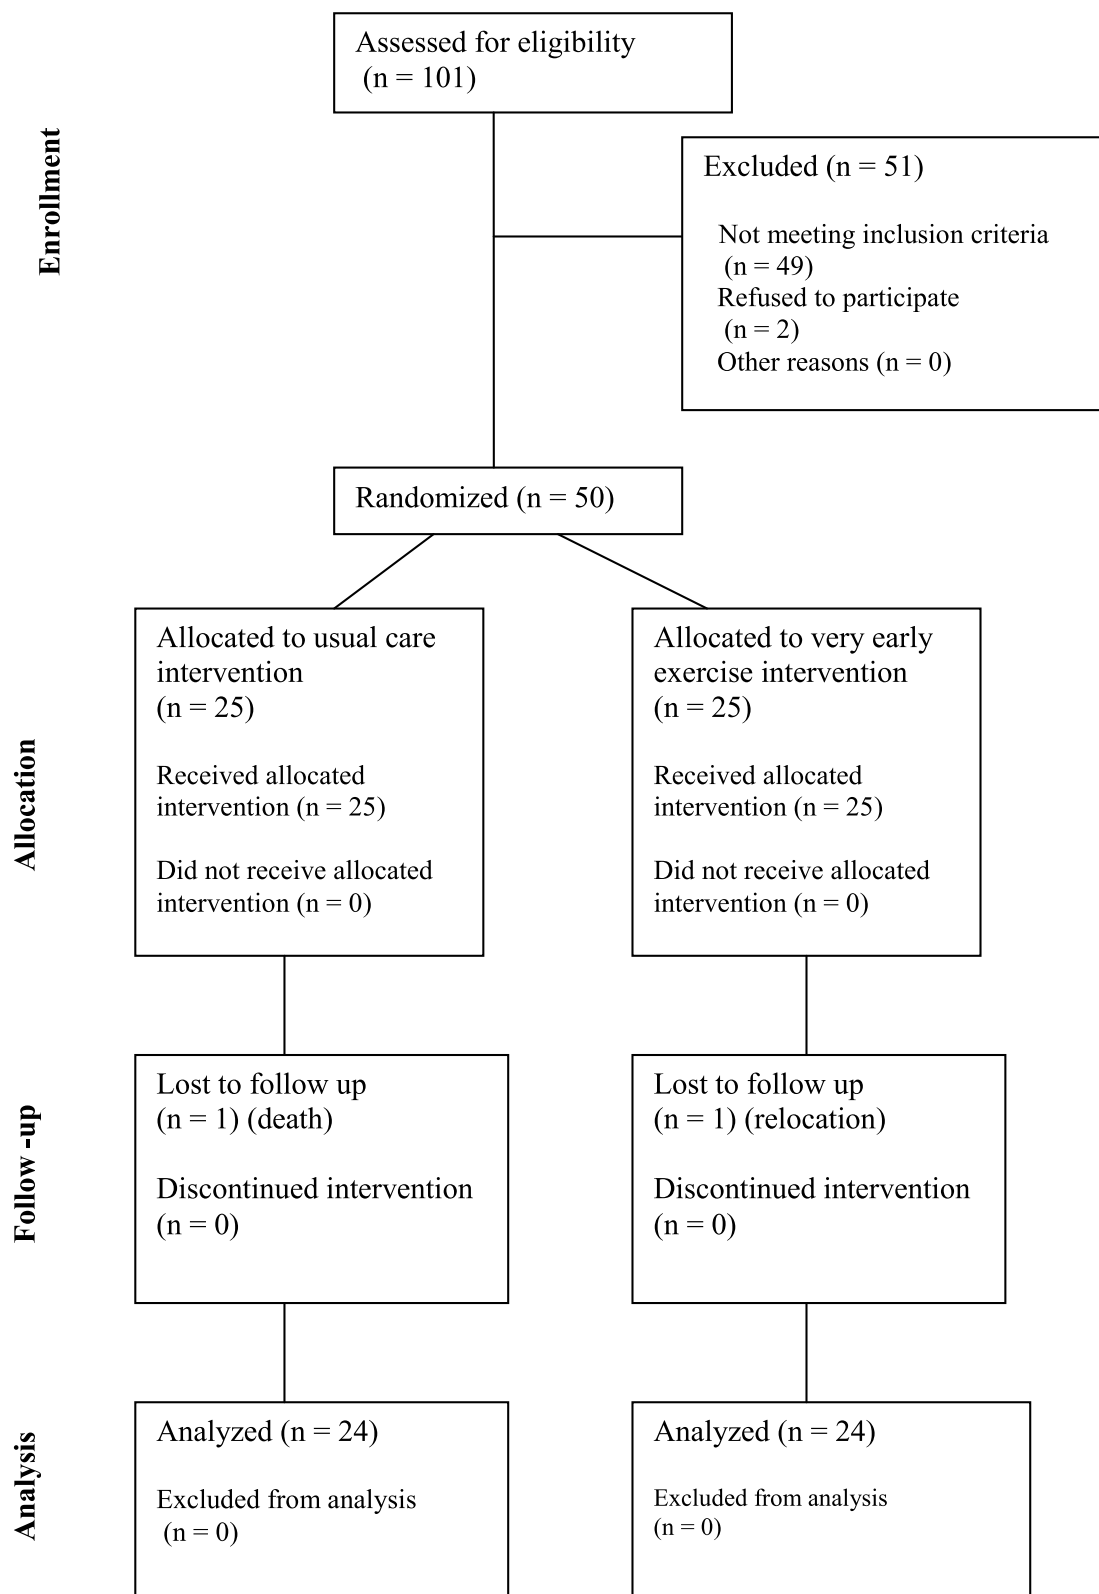 Assessed for eligibility
(n = 101)
Enrollment
Excluded (n = 51)
Not meeting inclusion criteria
(n = 49)
Refused to participate
(n = 2)
Other reasons (n = 0)
Randomized (n = 50)
Allocation
Allocated to usual care
intervention
(n = 25)
Received allocated
intervention (n = 25)
Did not receive allocated
intervention (n = 0)
Allocated to very early
exercise intervention
(n = 25)
Received allocated
intervention (n = 25)
Did not receive allocated
intervention (n = 0)
Follow -up
Lost to follow up
(n = 1) (death)
Discontinued intervention
(n = 0)
Lost to follow up
(n = 1) (relocation)
Discontinued intervention
(n = 0)
Analysis
Analyzed (n = 24)
Excluded from analysis
(n = 0)
Analyzed (n = 24)
Excluded from analysis
(n = 0)